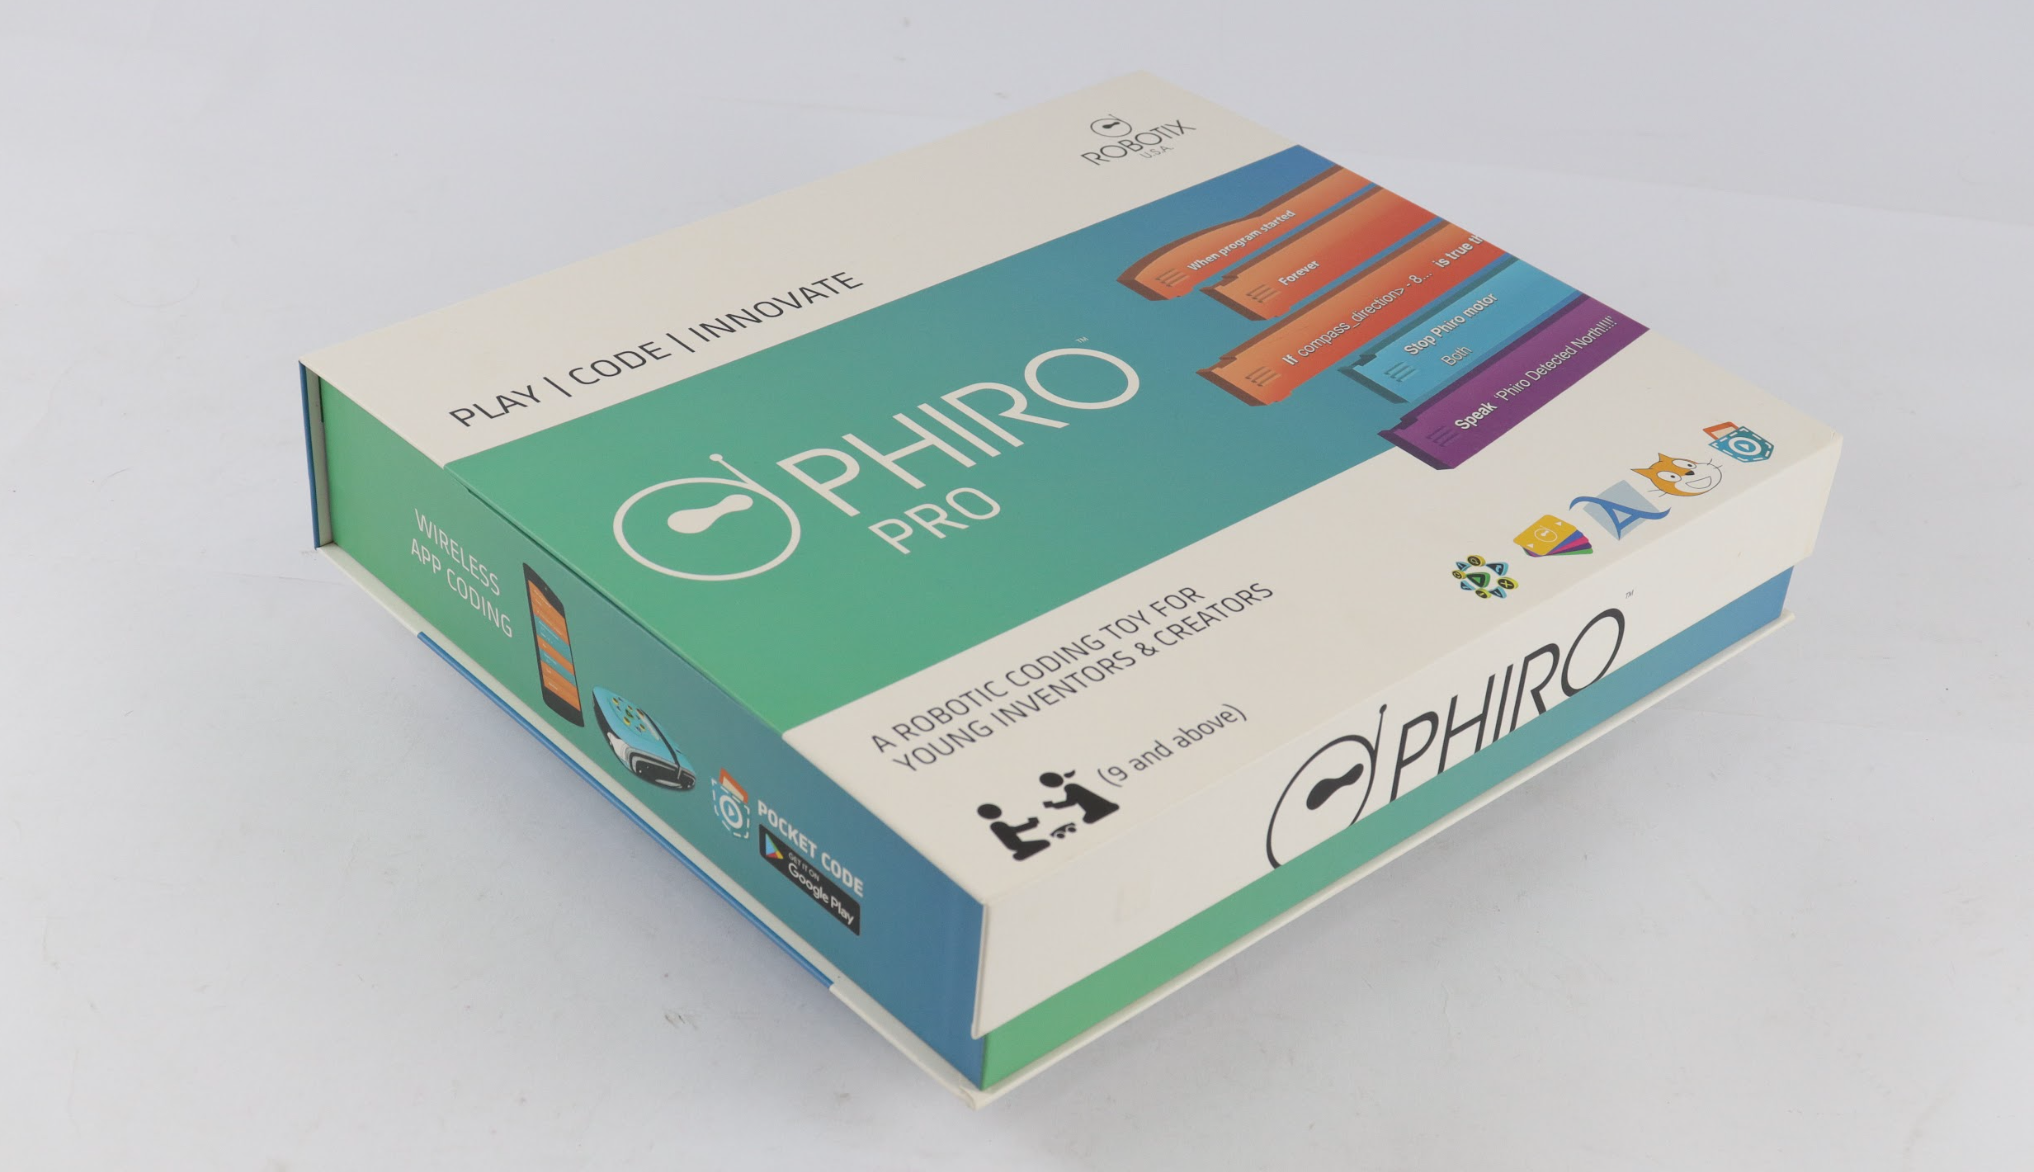 ROBOTIX
U.S.A.
PLAY | CODE | INNOVATE
PHIRO™
PRO
When program started
Forever
If compass_direction> - 8... is true th
Stop Phiro motor
Both
Speak 'Phiro Detected North!!!!'
A ROBOTIC CODING TOY FOR
YOUNG INVENTORS & CREATORS
(9 and above)
WIRELESS
APP CODING
POCKET CODE
GET IT ON
Google Play
PHIRO™